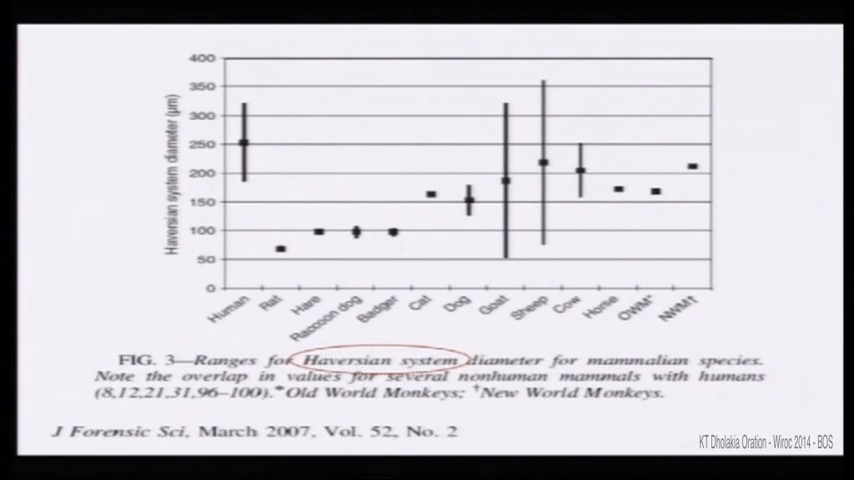 400
350
300
250
200
150
100
50
0
Haversian system diameter (μm)
Human
Rat
Hare
Raccoon dog
Badger
Cat
Dog
Goat
Sheep
Cow
Horse
OWM*
NWM†
FIG. 3—Ranges for Haversian system diameter for mammalian species.
Note the overlap in values for several nonhuman mammals with humans
(8,12,21,31,96–100).*Old World Monkeys; †New World Monkeys.
J Forensic Sci, March 2007, Vol. 52, No. 2
KT Dholakia Oration - Wiroc 2014 - BOS